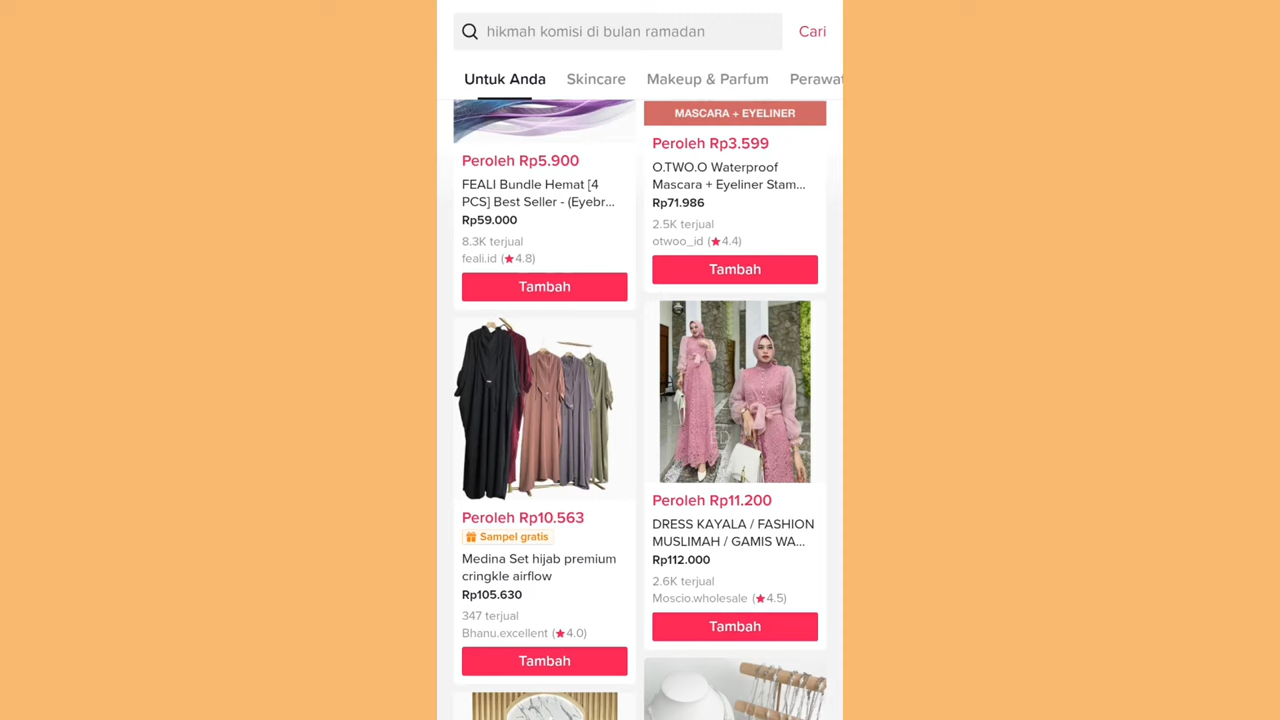 hikmah komisi di bulan ramadan
Cari
Untuk Anda
Skincare
Makeup & Parfum
Perawat
Peroleh Rp5.900
FEALI Bundle Hemat [4
PCS] Best Seller - (Eyebr...
Rp59.000
8.3K terjual
feali.id (★4.8)
Tambah
MASCARA + EYELINER
Peroleh Rp3.599
O.TWO.O Waterproof
Mascara + Eyeliner Stam...
Rp71.986
2.5K terjual
otwoo_id (★4.4)
Tambah
Peroleh Rp10.563
Sampel gratis
Medina Set hijab premium
cringkle airflow
Rp105.630
347 terjual
Bhanu.excellent (★4.0)
Tambah
ED
Peroleh Rp11.200
DRESS KAYALA / FASHION
MUSLIMAH / GAMIS WA...
Rp112.000
2.6K terjual
Moscio.wholesale (★4.5)
Tambah